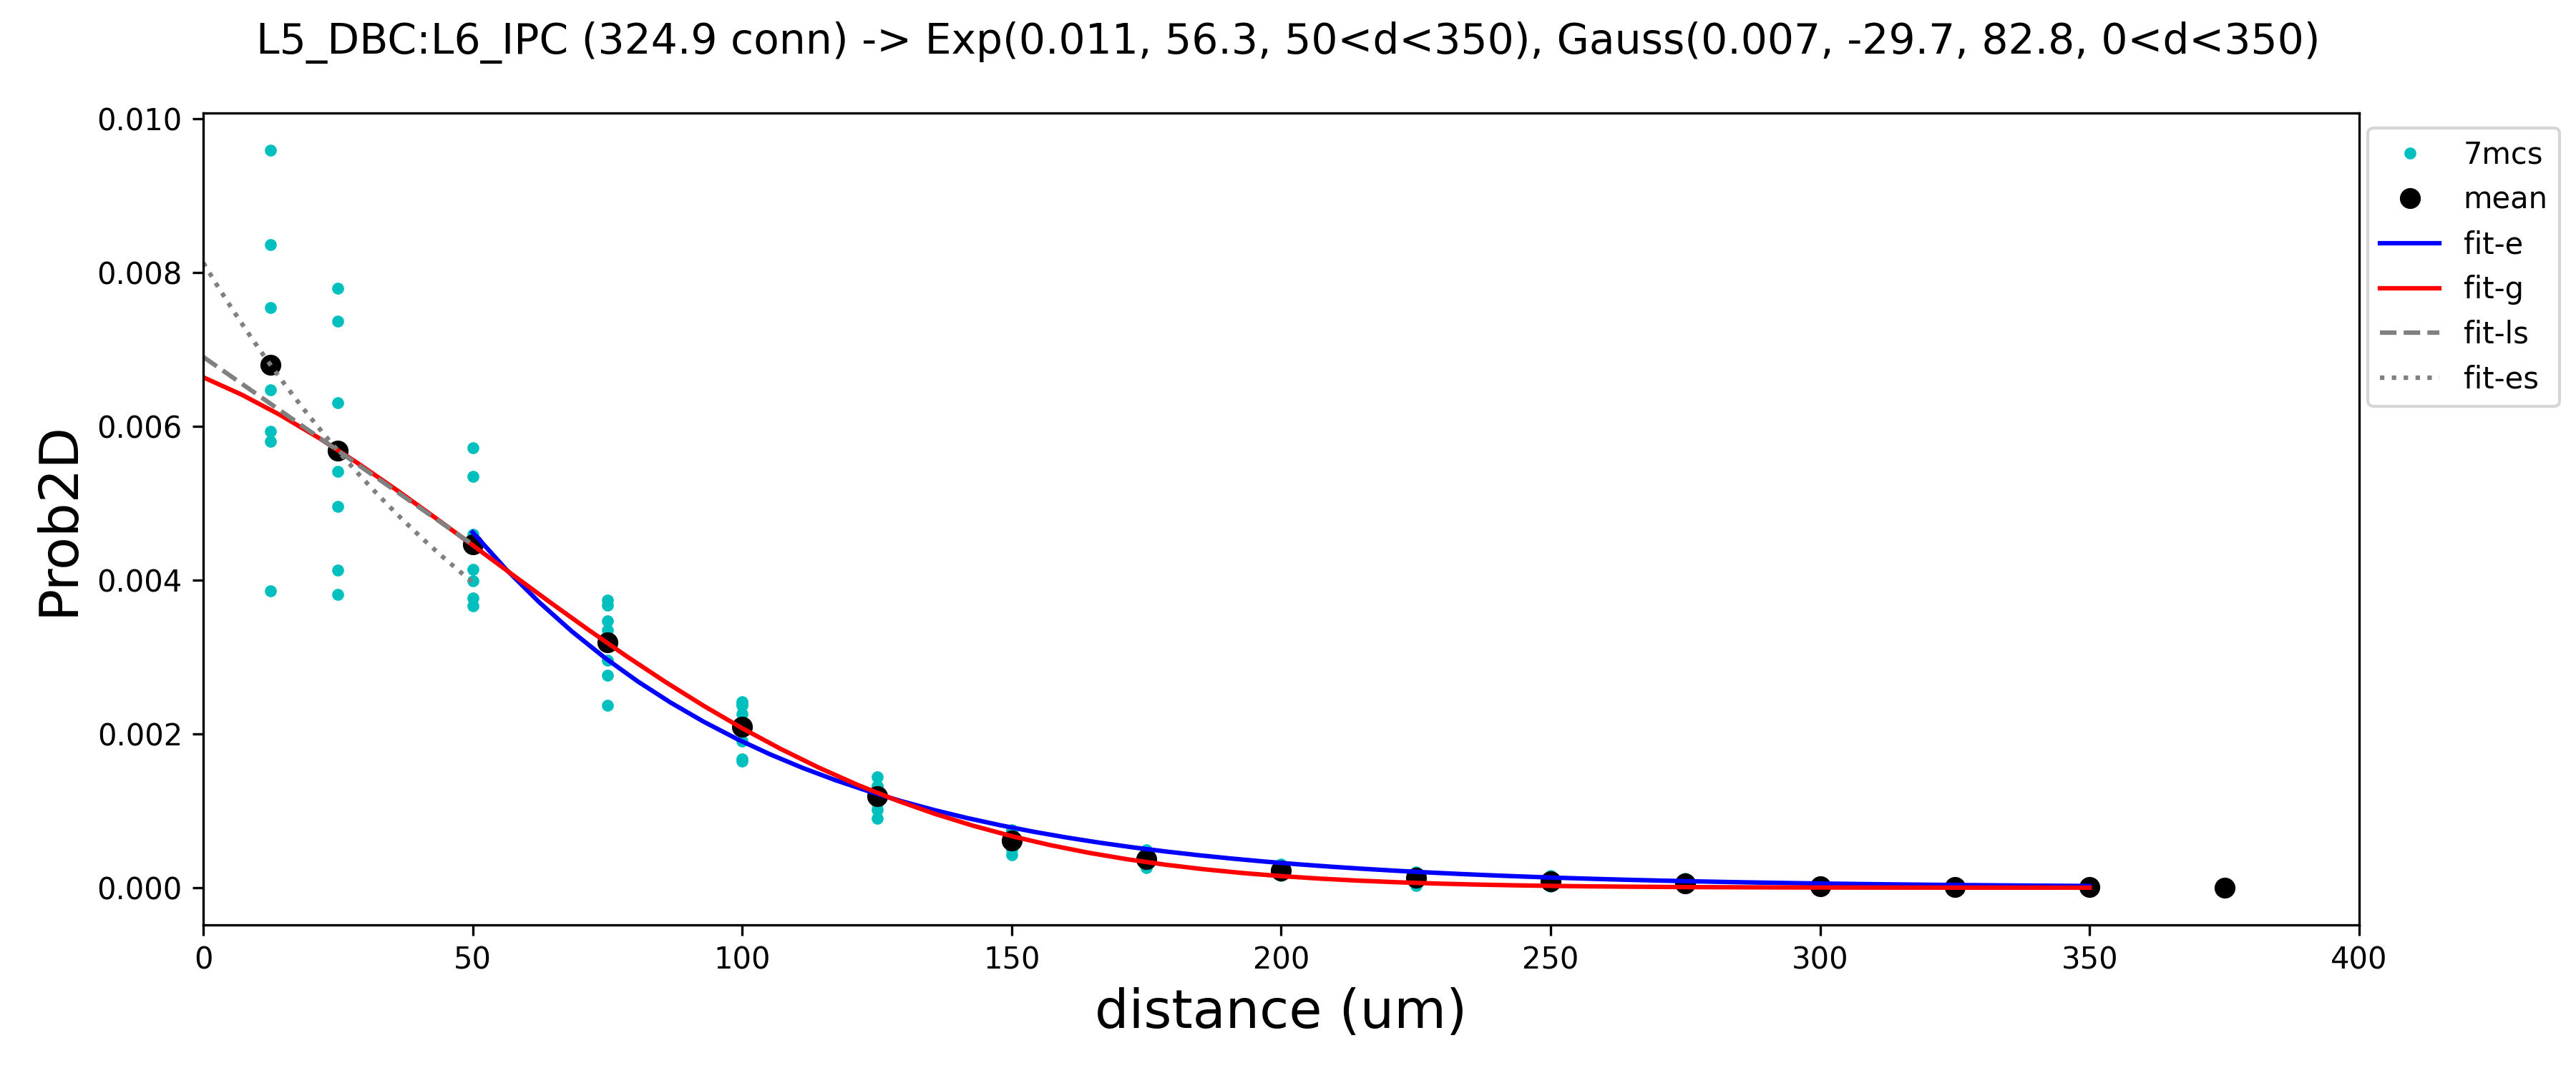 L5_DBC:L6_IPC (324.9 conn) -> Exp(0.011, 56.3, 50<d<350), Gauss(0.007, -29.7, 82.8, 0<d<350)
0.010
0.008
0.006
0.004
0.002
0.000
Prob2D
0 50 100 150 200 250 300 350 400
distance (um)
7mcs
mean
fit-e
fit-g
fit-ls
fit-es